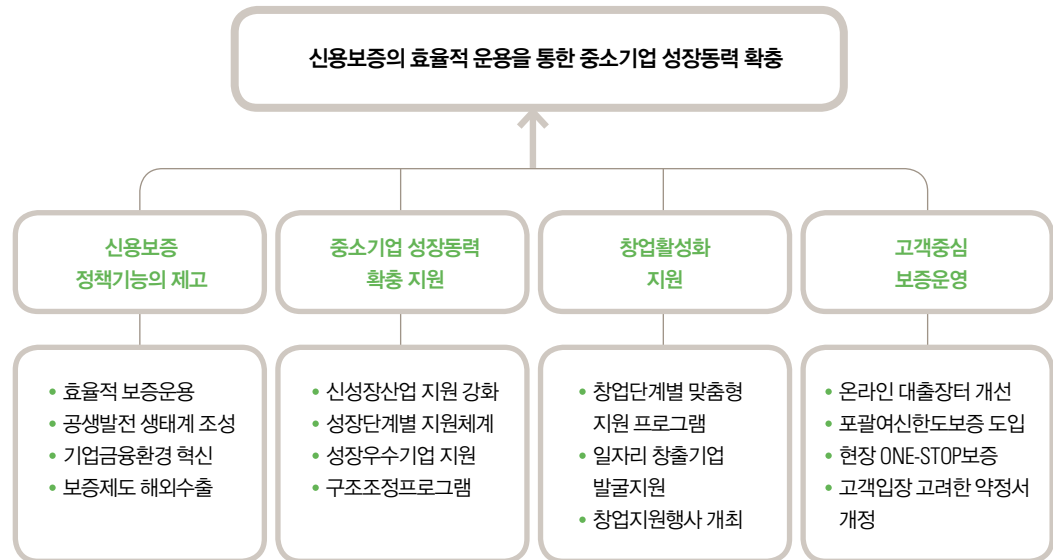 신용보증의 효율적 운용을 통한 중소기업 성장동력 확충
신용보증
정책기능의 제고
중소기업 성장동력
확충 지원
창업활성화
지원
고객중심
보증운영
• 효율적 보증운용
• 공생발전 생태계 조성
• 기업금융환경 혁신
• 보증제도 해외수출
• 신성장산업 지원 강화
• 성장단계별 지원체계
• 성장우수기업 지원
• 구조조정프로그램
• 창업단계별 맞춤형
지원 프로그램
• 일자리 창출기업
발굴지원
• 창업지원행사 개최
• 온라인 대출장터 개선
• 포괄여신한도보증 도입
• 현장 ONE-STOP보증
• 고객입장 고려한 약정서
개정